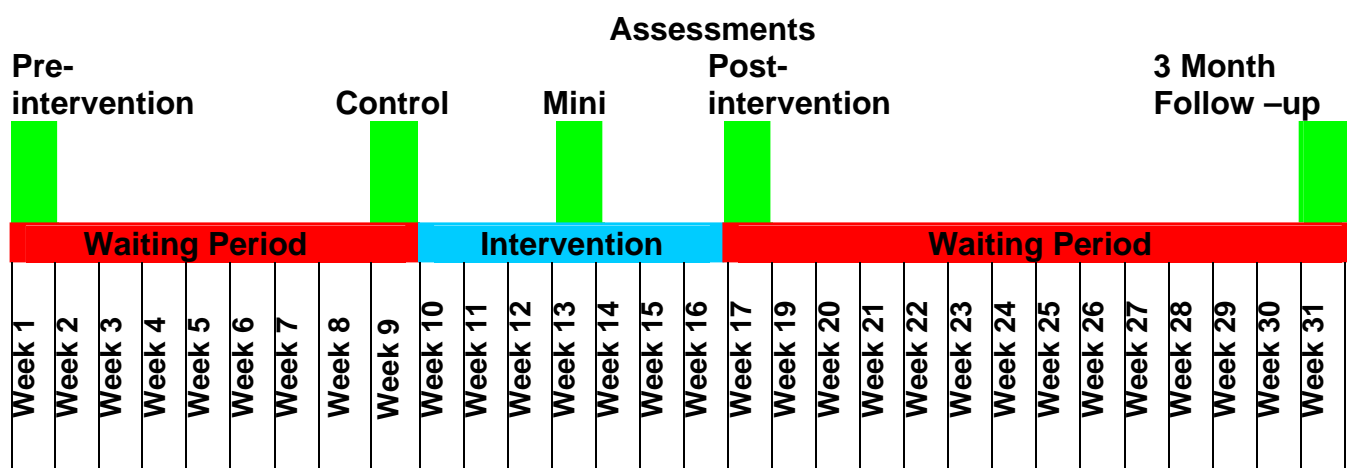 Assessments
Pre-
intervention
Control
Mini
Post-
intervention
3 Month
Follow –up
Waiting Period
Intervention
Waiting Period
Week 1
Week 2
Week 3
Week 4
Week 5
Week 6
Week 7
Week 8
Week 9
Week 10
Week 11
Week 12
Week 13
Week 14
Week 15
Week 16
Week 17
Week 19
Week 20
Week 21
Week 22
Week 23
Week 24
Week 25
Week 26
Week 27
Week 28
Week 29
Week 30
Week 31